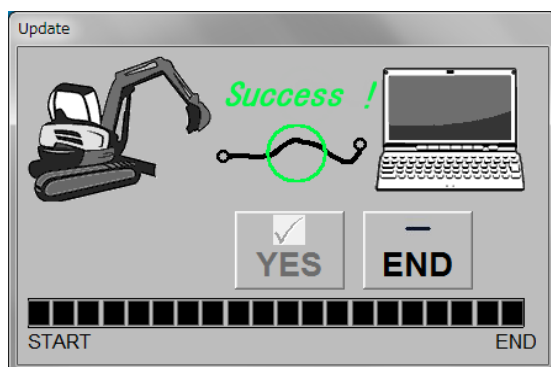 Update
Success !
YES
END
START
END